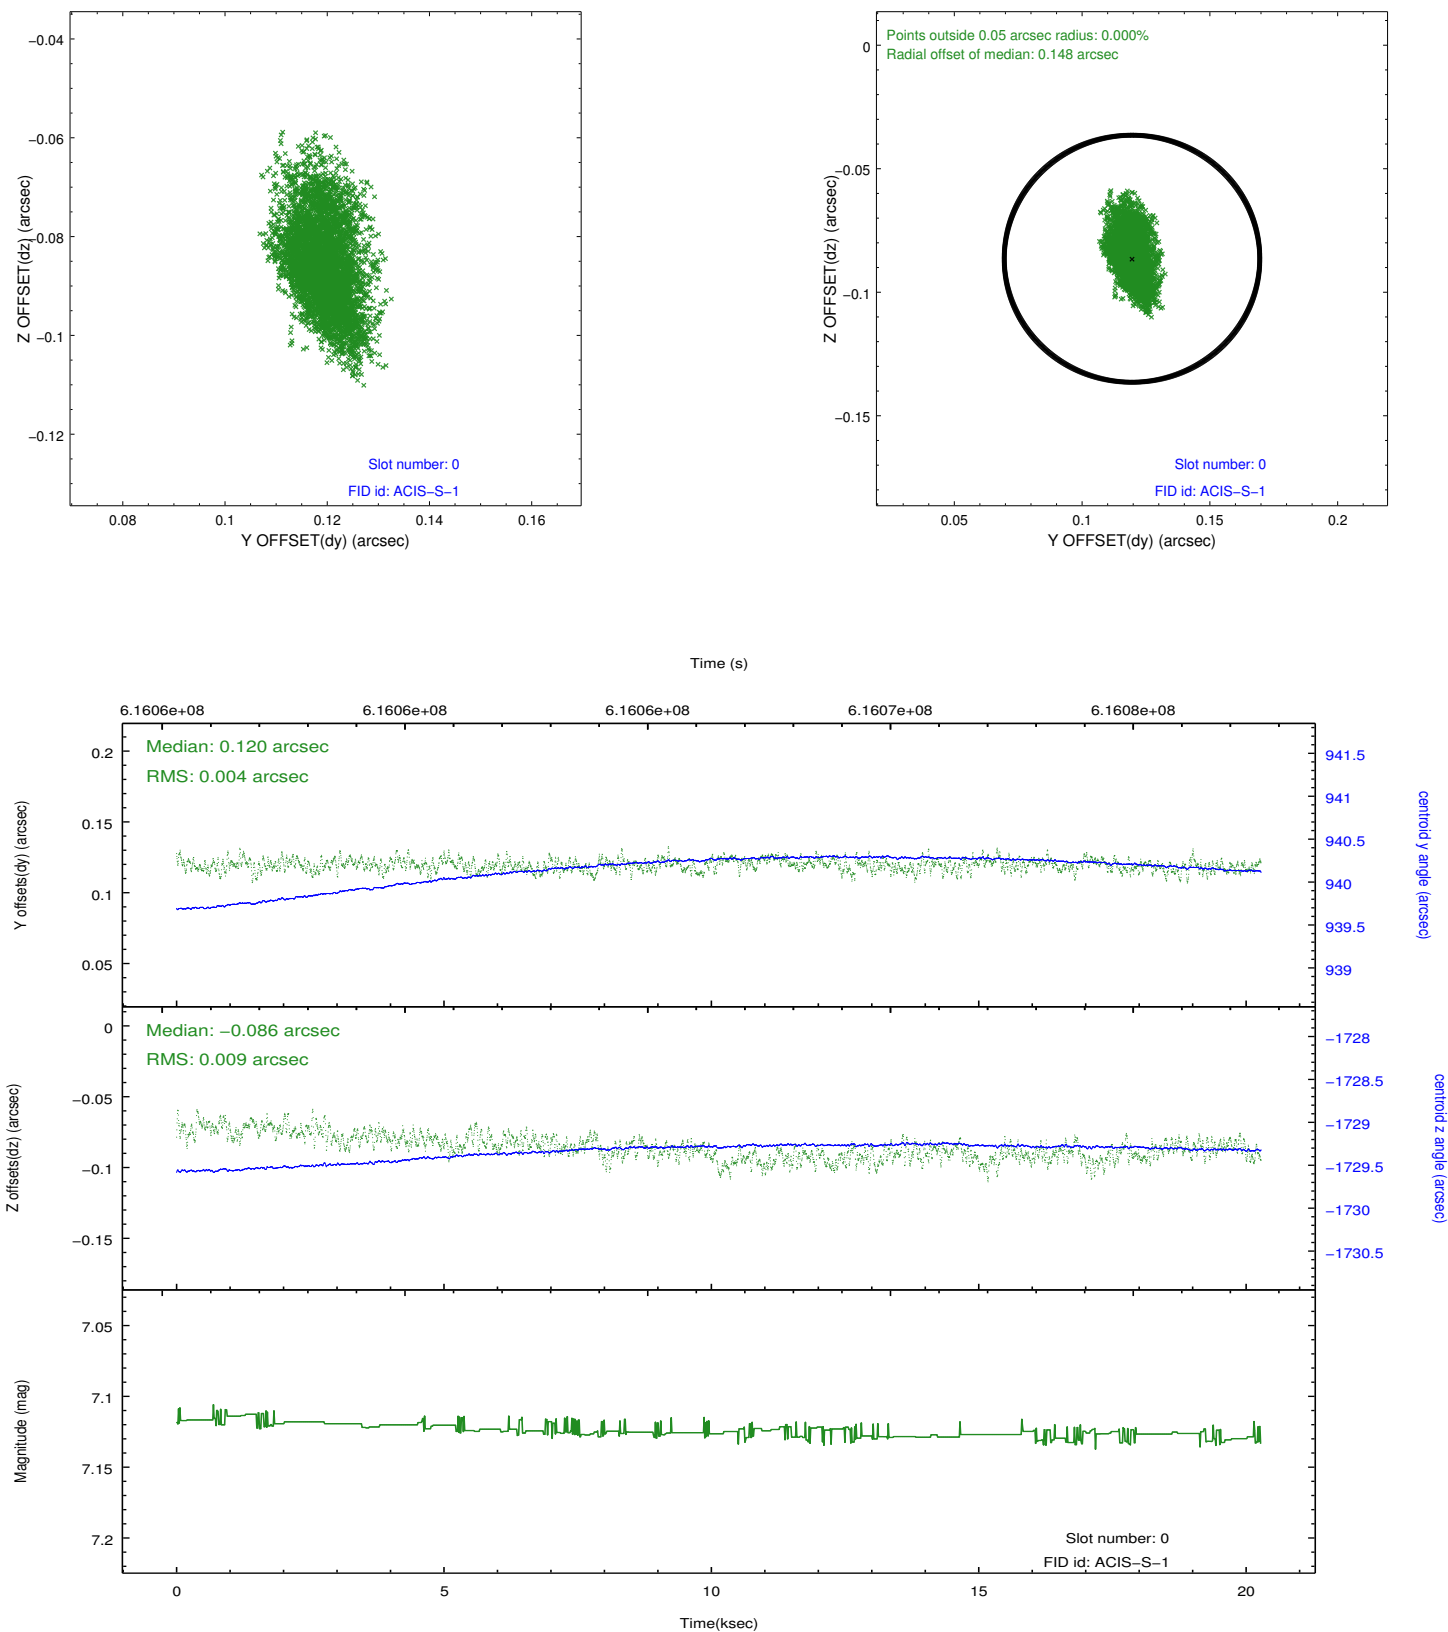 −0.04
−0.06
−0.08
−0.1
−0.12
Z OFFSET(dz) (arcsec)
Slot number: 0
FID id: ACIS−S−1
0.08 0.1 0.12 0.14 0.16
Y OFFSET(dy) (arcsec)
Points outside 0.05 arcsec radius: 0.000%
Radial offset of median: 0.148 arcsec
0
−0.05
−0.1
−0.15
Z OFFSET(dz) (arcsec)
Slot number: 0
FID id: ACIS−S−1
0.05 0.1 0.15 0.2
Y OFFSET(dy) (arcsec)
Time (s)
6.1606e+08 6.1606e+08 6.1606e+08 6.1607e+08 6.1608e+08
Median: 0.120 arcsec
RMS: 0.004 arcsec
0.2
0.15
0.1
0.05
Y offsets(dy) (arcsec)
941.5
941
940.5
940
939.5
939
centroid y angle (arcsec)
Median: −0.086 arcsec
RMS: 0.009 arcsec
0
−0.05
−0.1
−0.15
Z offsets(dz) (arcsec)
−1728
−1728.5
−1729
−1729.5
−1730
−1730.5
centroid z angle (arcsec)
7.05
7.1
7.15
7.2
Magnitude (mag)
Slot number: 0
FID id: ACIS−S−1
0 5 10 15 20
Time(ksec)